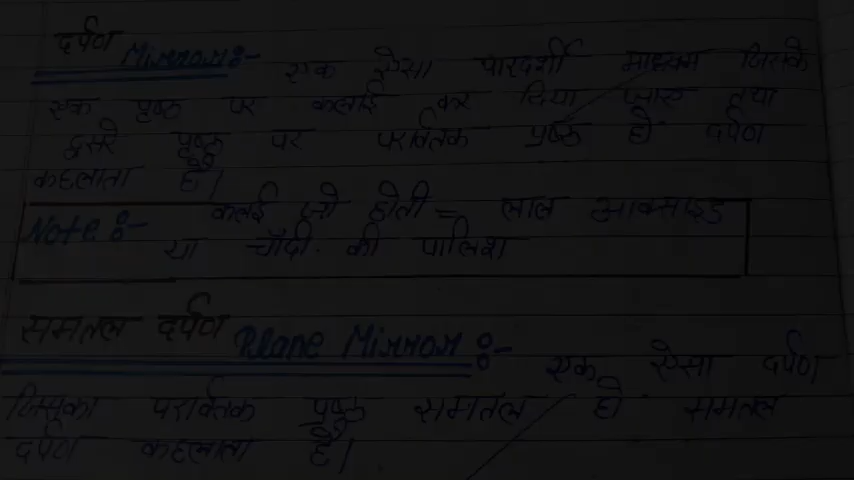 दर्पण Mirror:- एक ऐसा पारदर्शी माध्यम जिसके
एक पृष्ठ पर कलाई कर दिया जाए तथा
दुसरे पृष्ठ पर परावर्तक पृष्ठ हो दर्पण
कहलाता है।
Note:- कलई जो होती = लाल आक्साइड
या चाँदी की पालिश
समतल दर्पण Plane Mirror:- एक ऐसा दर्पण
जिसका परावर्तक पृष्ठ समतल हो समतल
दर्पण कहलाता है।